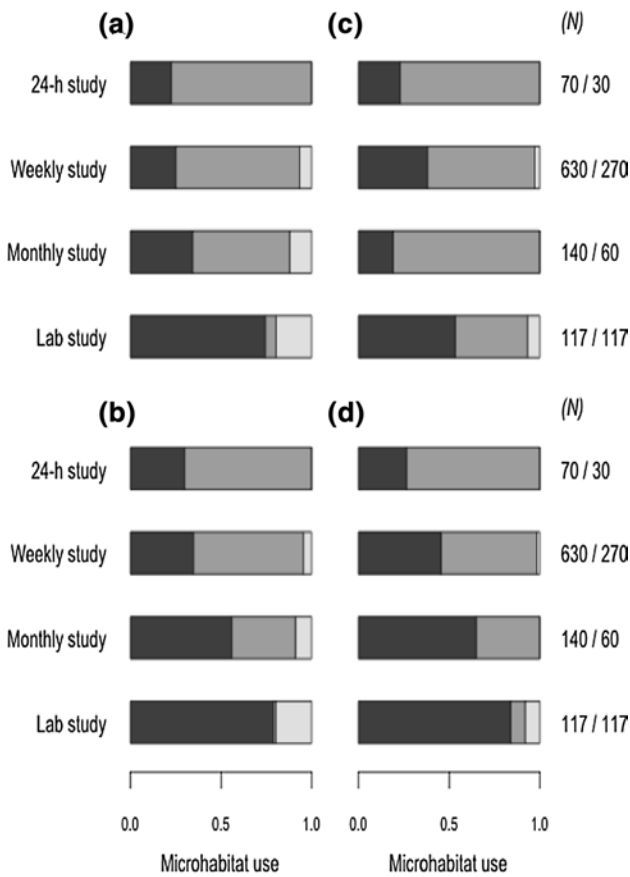 (a) (c) (N)
24-h study 70 / 30
Weekly study 630 / 270
Monthly study 140 / 60
Lab study 117 / 117
(b) (d) (N)
24-h study 70 / 30
Weekly study 630 / 270
Monthly study 140 / 60
Lab study 117 / 117
0.0 0.5 1.0 0.0 0.5 1.0
Microhabitat use Microhabitat use